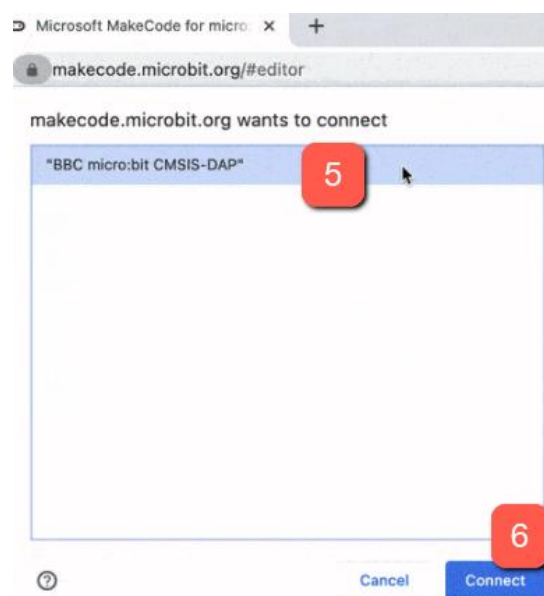 Microsoft MakeCode for micro: × +
makecode.microbit.org/#editor
makecode.microbit.org wants to connect
"BBC micro:bit CMSIS-DAP"
5
6
? Cancel Connect